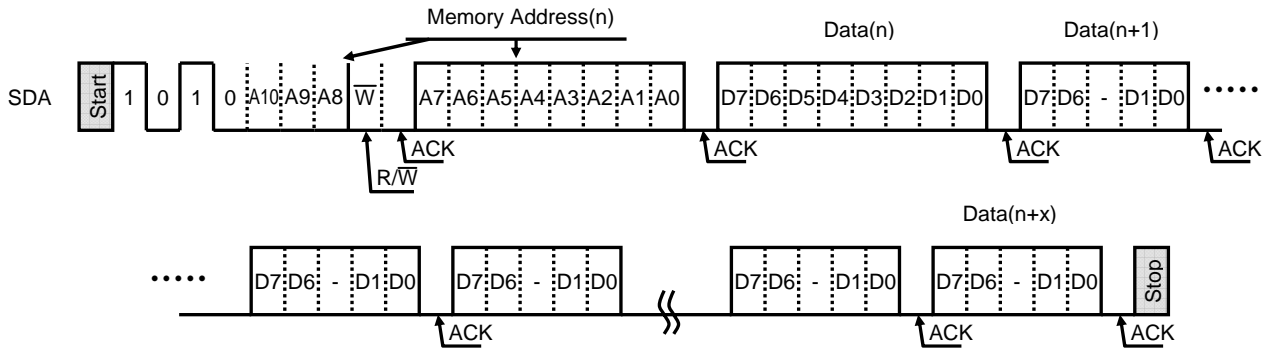 Memory Address(n)
Data(n) Data(n+1)
SDA Start 1 0 1 0 A10 A9 A8 W̅ A7 A6 A5 A4 A3 A2 A1 A0 D7 D6 D5 D4 D3 D2 D1 D0 D7 D6 - D1 D0 •••••
ACK ACK ACK ACK
R/W̅
Data(n+x)
••••• D7 D6 - D1 D0 D7 D6 - D1 D0 D7 D6 - D1 D0 D7 D6 - D1 D0 Stop
ACK ACK ACK